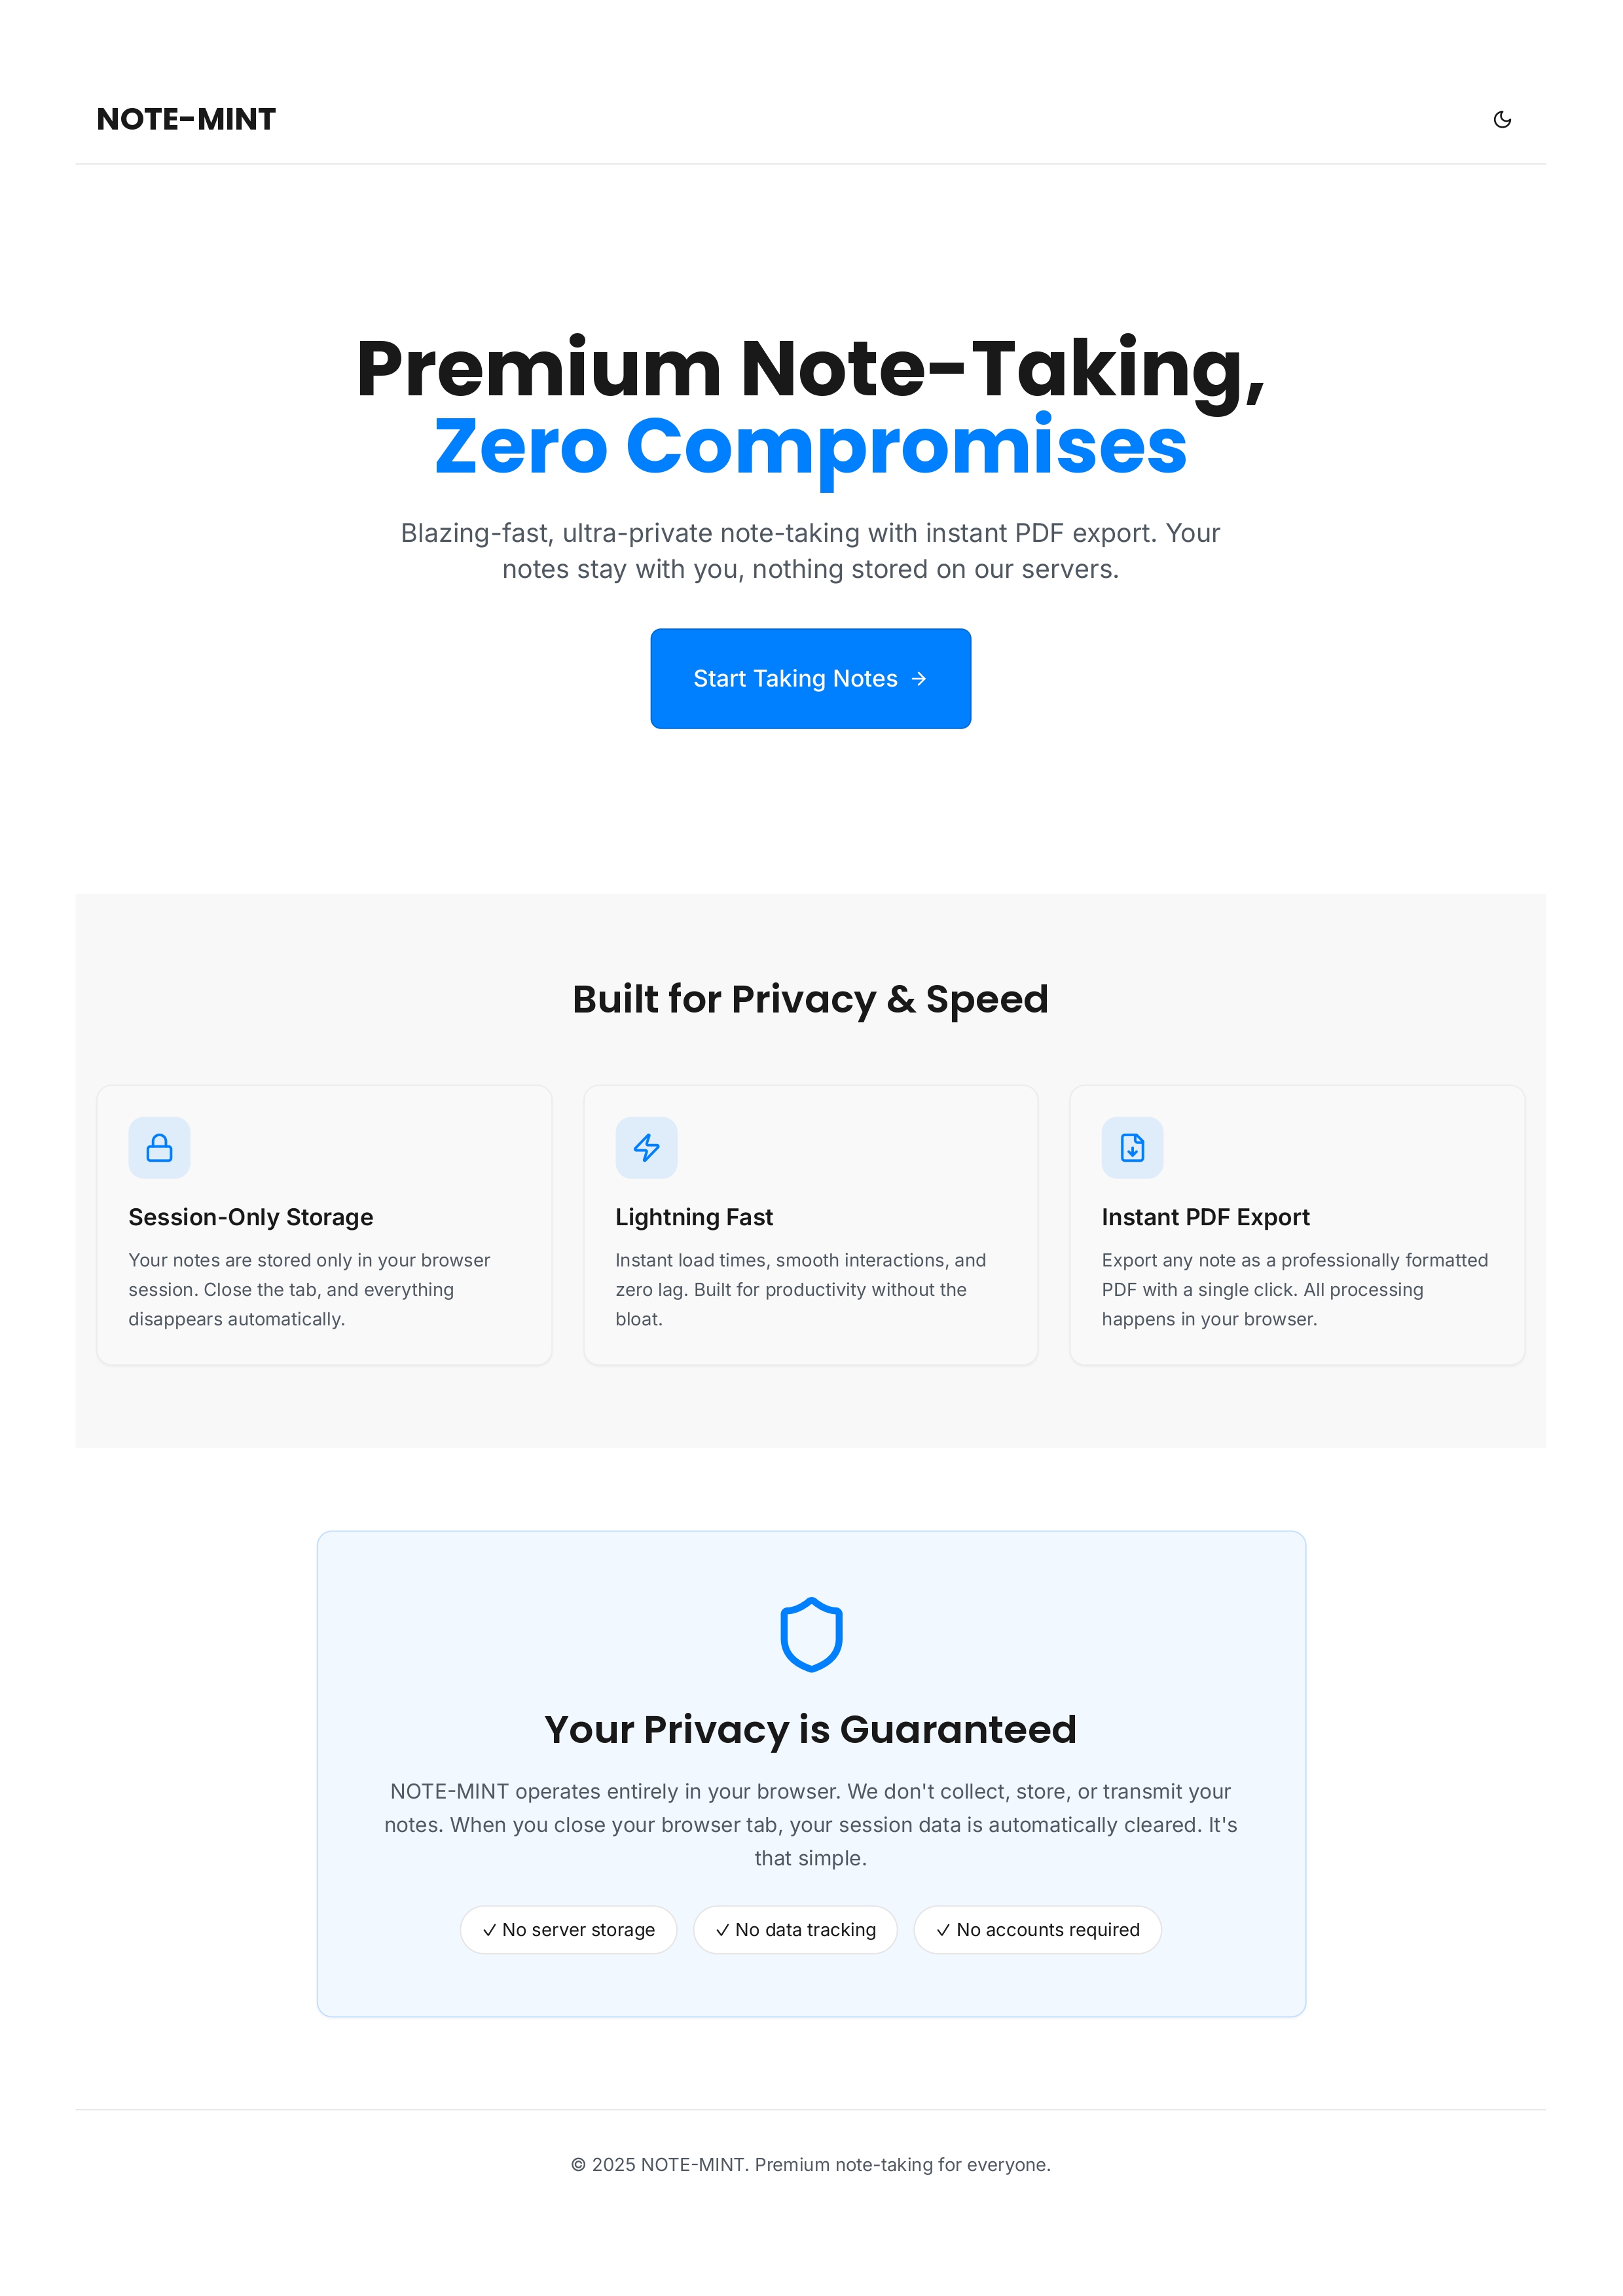 NOTE-MINT
Premium Note-Taking,
Zero Compromises
Blazing-fast, ultra-private note-taking with instant PDF export. Your
notes stay with you, nothing stored on our servers.
Start Taking Notes →
Built for Privacy & Speed
Session-Only Storage
Your notes are stored only in your browser
session. Close the tab, and everything
disappears automatically.
Lightning Fast
Instant load times, smooth interactions, and
zero lag. Built for productivity without the
bloat.
Instant PDF Export
Export any note as a professionally formatted
PDF with a single click. All processing
happens in your browser.
Your Privacy is Guaranteed
NOTE-MINT operates entirely in your browser. We don't collect, store, or transmit your
notes. When you close your browser tab, your session data is automatically cleared. It's
that simple.
✓ No server storage
✓ No data tracking
✓ No accounts required
© 2025 NOTE-MINT. Premium note-taking for everyone.